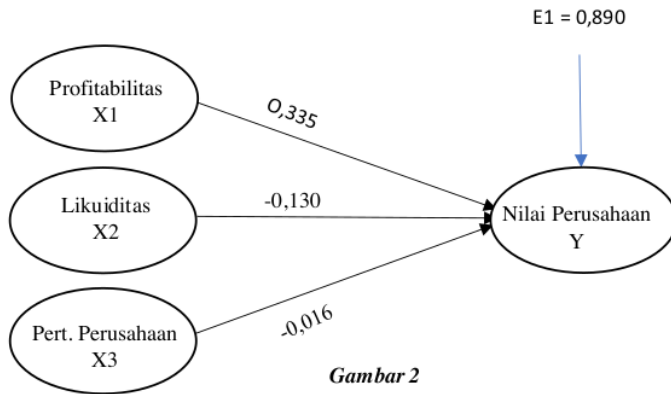 E1 = 0,890
Profitabilitas
X1
O,335
Likuiditas
X2
-0,130
Nilai Perusahaan
Y
Pert. Perusahaan
X3
-0,016
Gambar 2